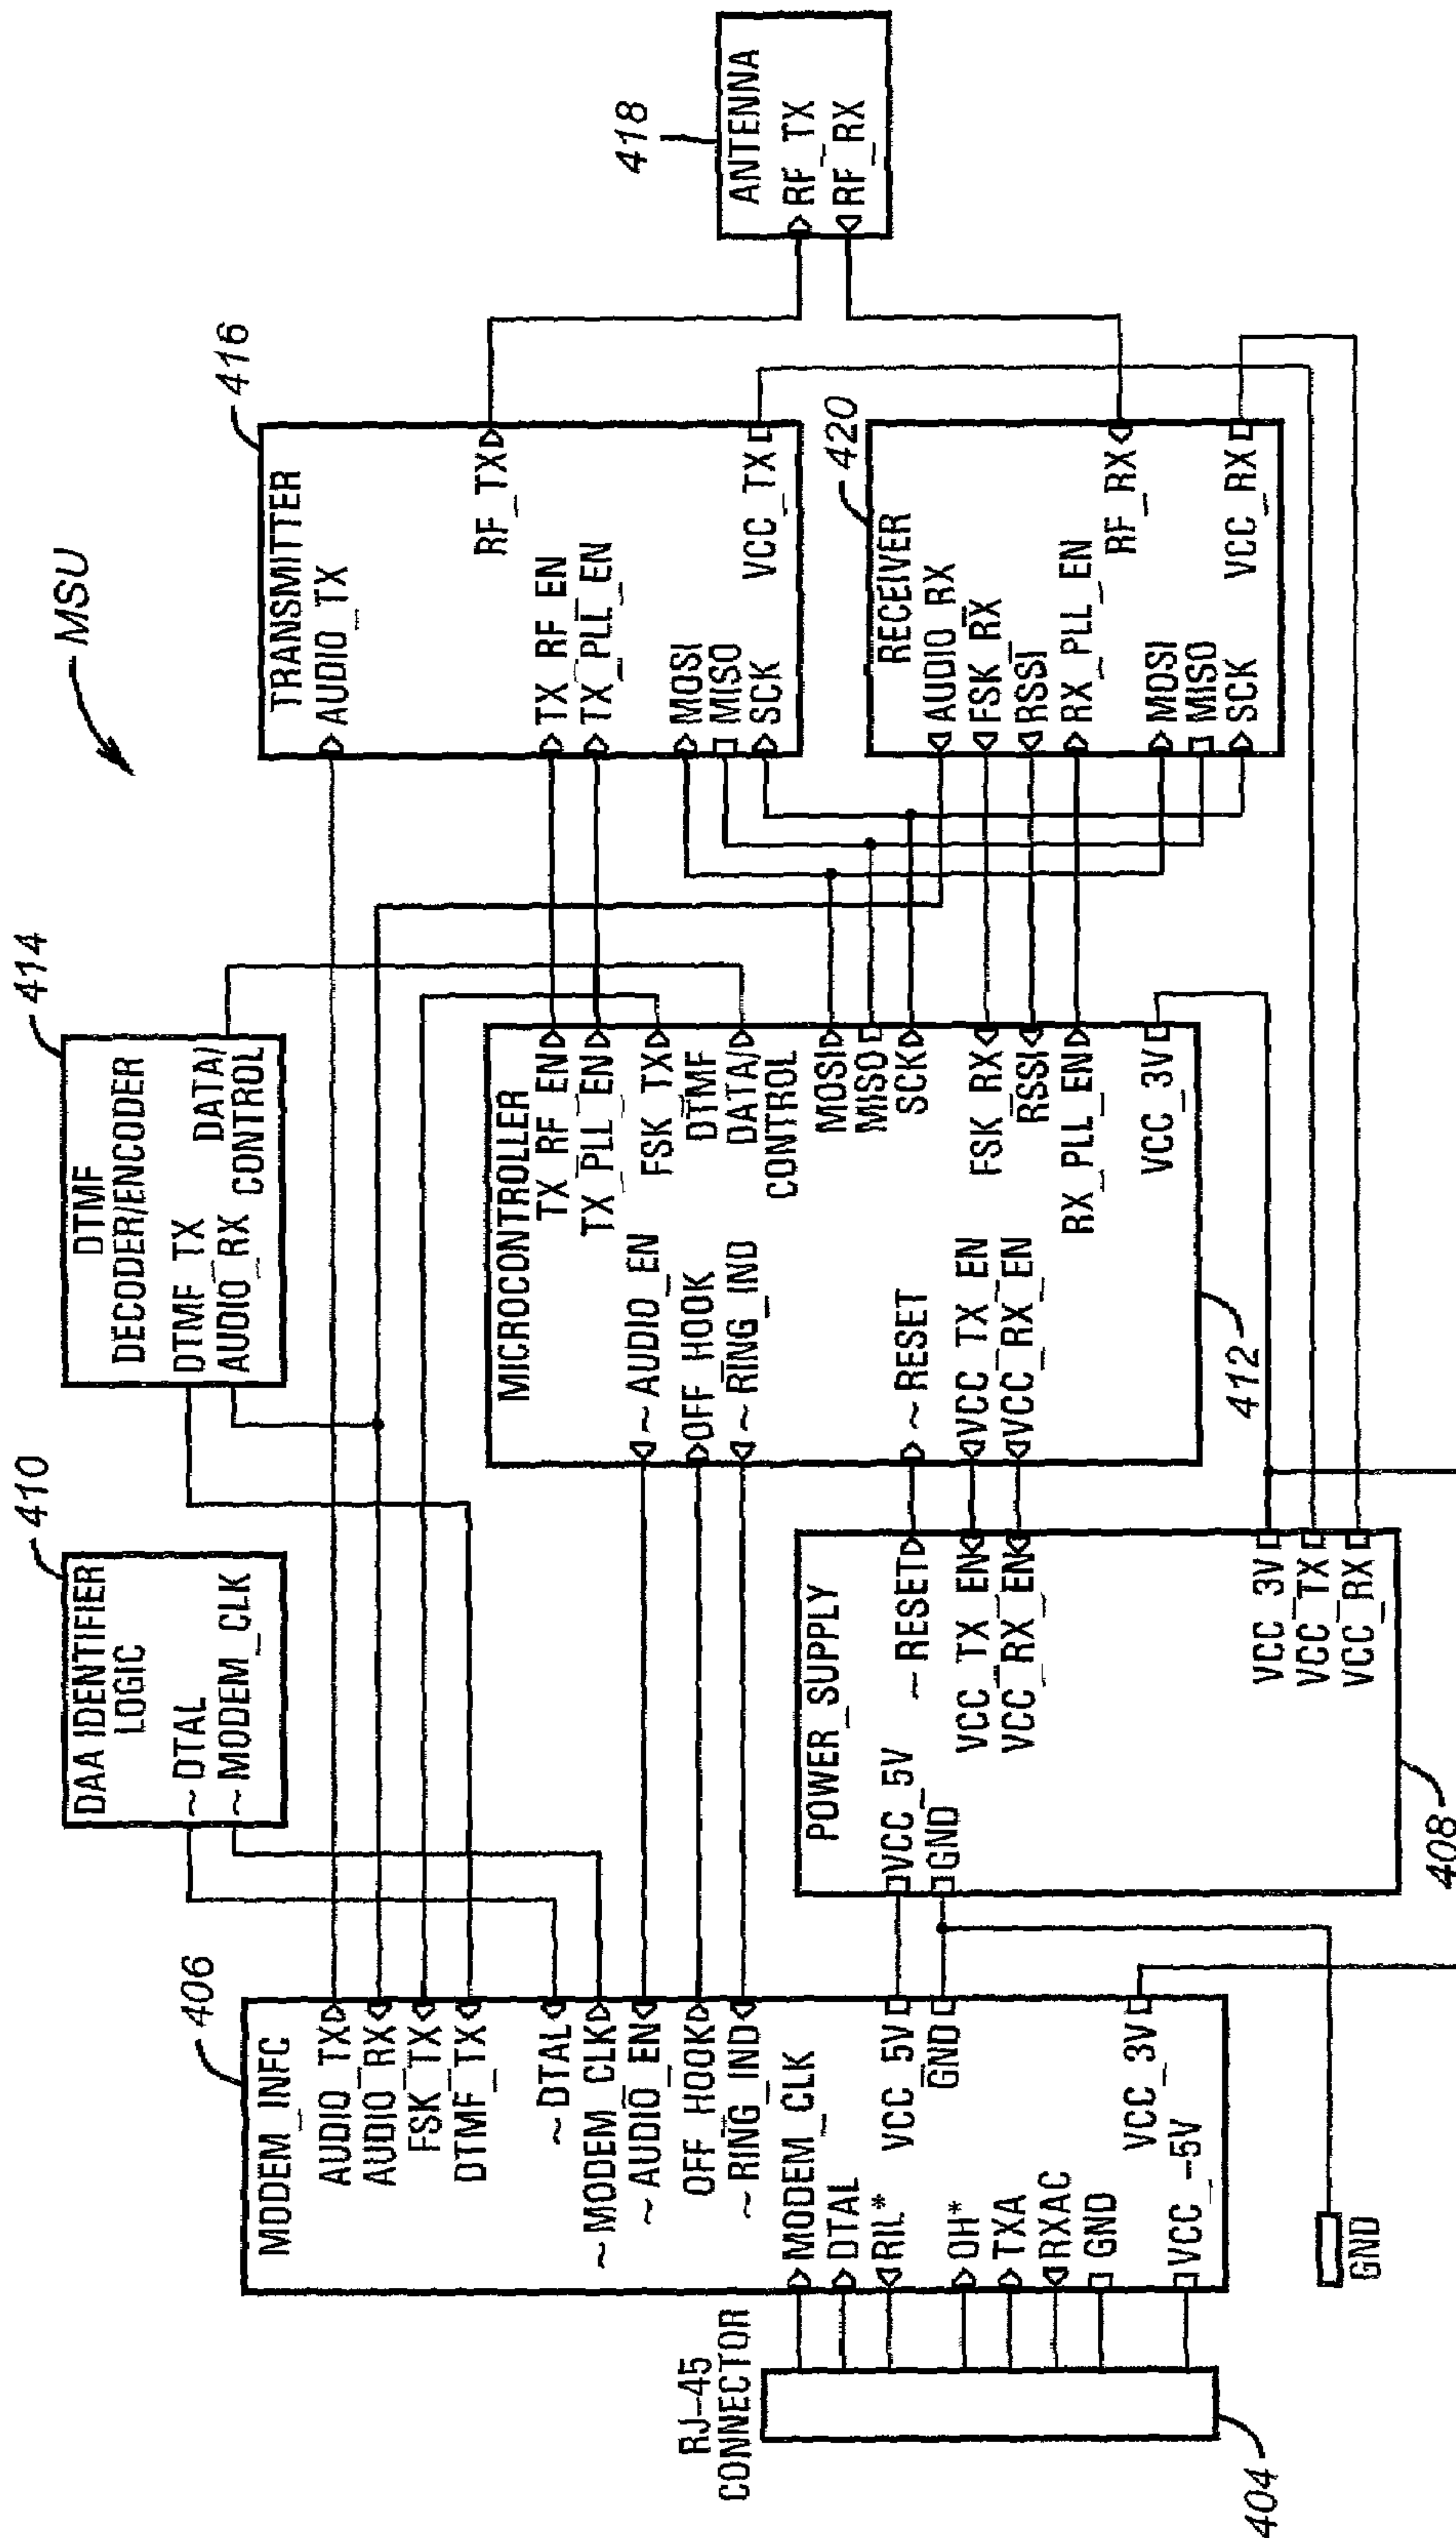 MSU
RJ-45
CONNECTOR
404
406
MODEM_INFC
AUDIO_TX
AUDIO_RX
FSK_TX
DTMF_TX
~DTAL
~MODEM_CLK
~AUDIO_EN
OFF_HOOK
~RING_IND
MODEM_CLK
DTAL
RIL*
OH*
TXA
RXAC
GND
VCC_5V
GND
VCC_3V
VCC_-5V
GND
410
DAA IDENTIFIER
LOGIC
~DTAL
~MODEM_CLK
414
DTMF
DECODER/ENCODER
DTMF_TX
AUDIO_RX
DATA/
CONTROL
POWER_SUPPLY
VCC_5V
GND
~RESET
VCC_TX_EN
VCC_RX_EN
VCC_3V
VCC_TX
VCC_RX
408
MICROCONTROLLER
TX_RF_EN
TX_PLL_EN
~AUDIO_EN
FSK_TX
OFF_HOOK
DTMF
~RING_IND
DATA/
CONTROL
MOSI
MISO
SCK
~RESET
FSK_RX
VCC_TX_EN
RSSI
VCC_RX_EN
RX_PLL_EN
VCC_3V
412
416
TRANSMITTER
AUDIO_TX
RF_TX
TX_RF_EN
TX_PLL_EN
MOSI
MISO
SCK
VCC_TX
420
RECEIVER
AUDIO_RX
FSK_RX
RSSI
RX_PLL_EN
RF_RX
MOSI
MISO
SCK
VCC_RX
418
ANTENNA
RF_TX
RF_RX